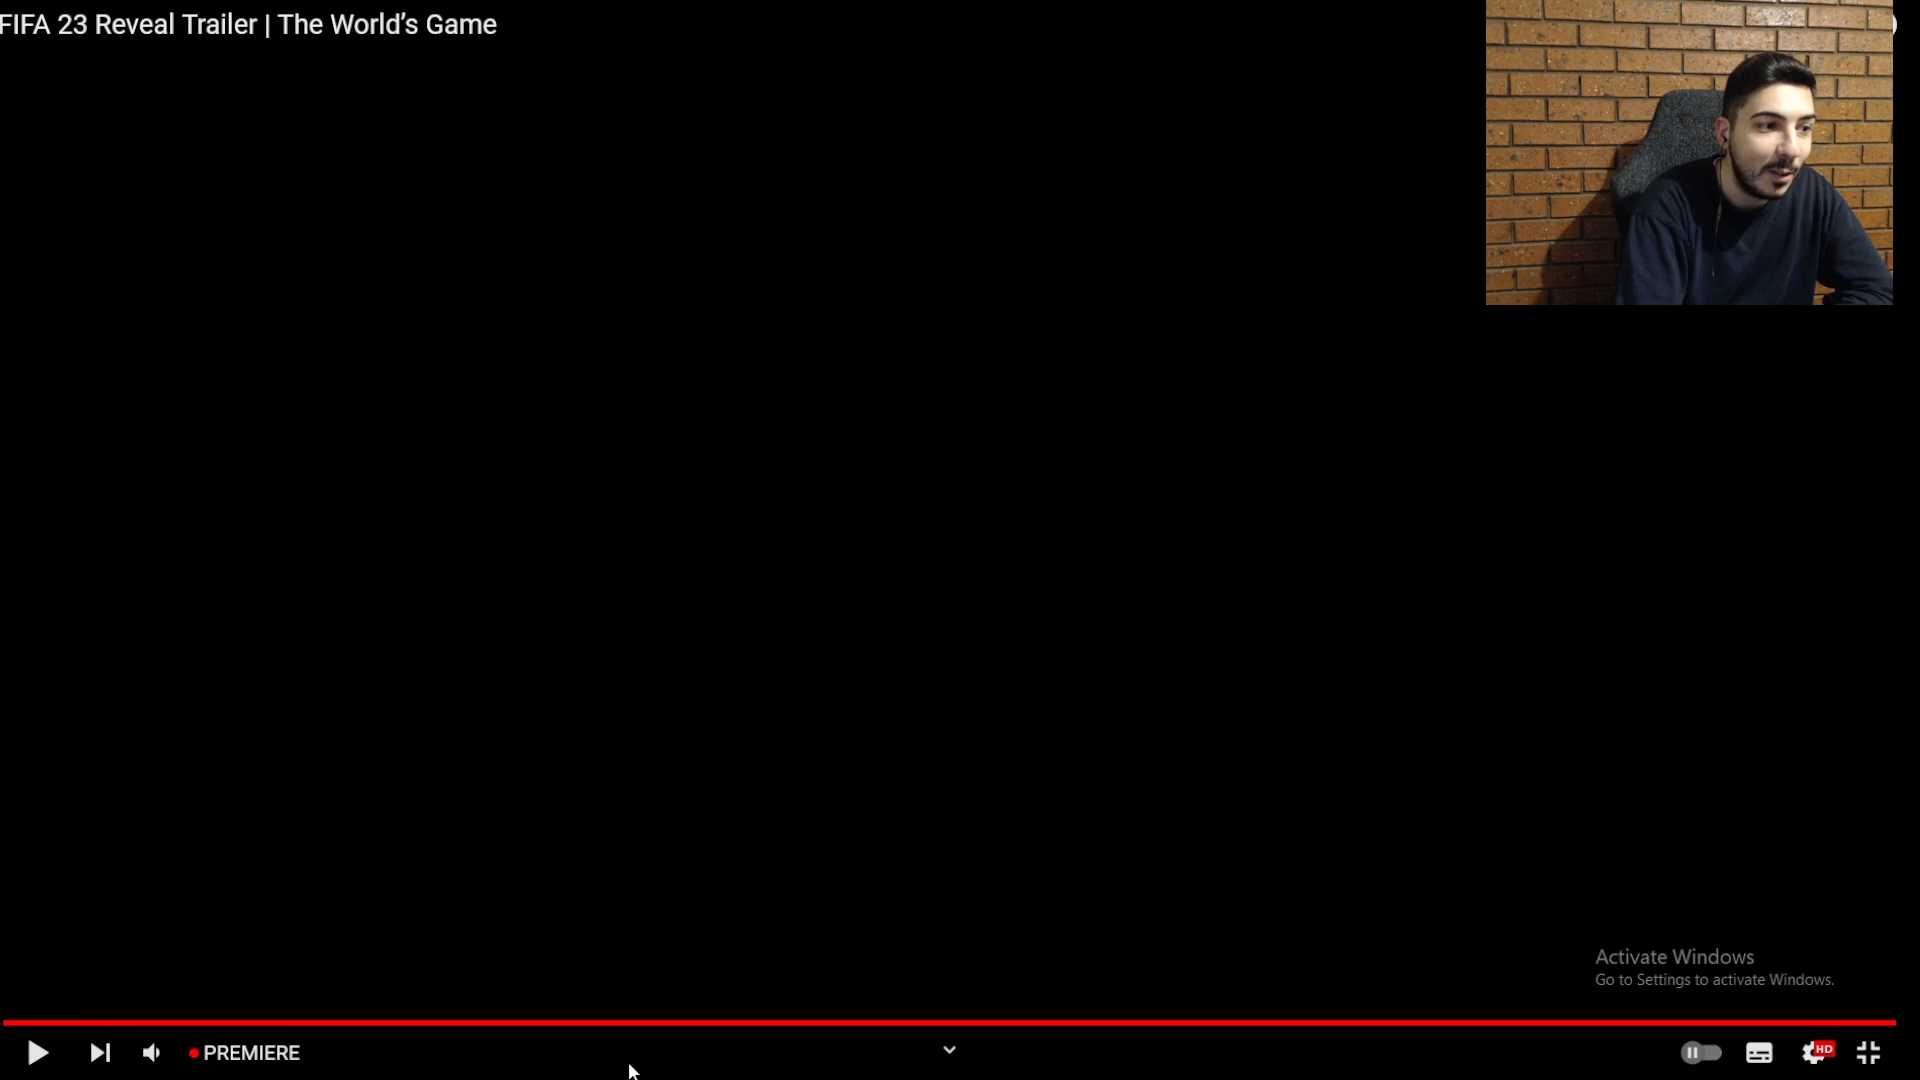 FIFA 23 Reveal Trailer | The World’s Game
Activate Windows
Go to Settings to activate Windows.
PREMIERE
HD